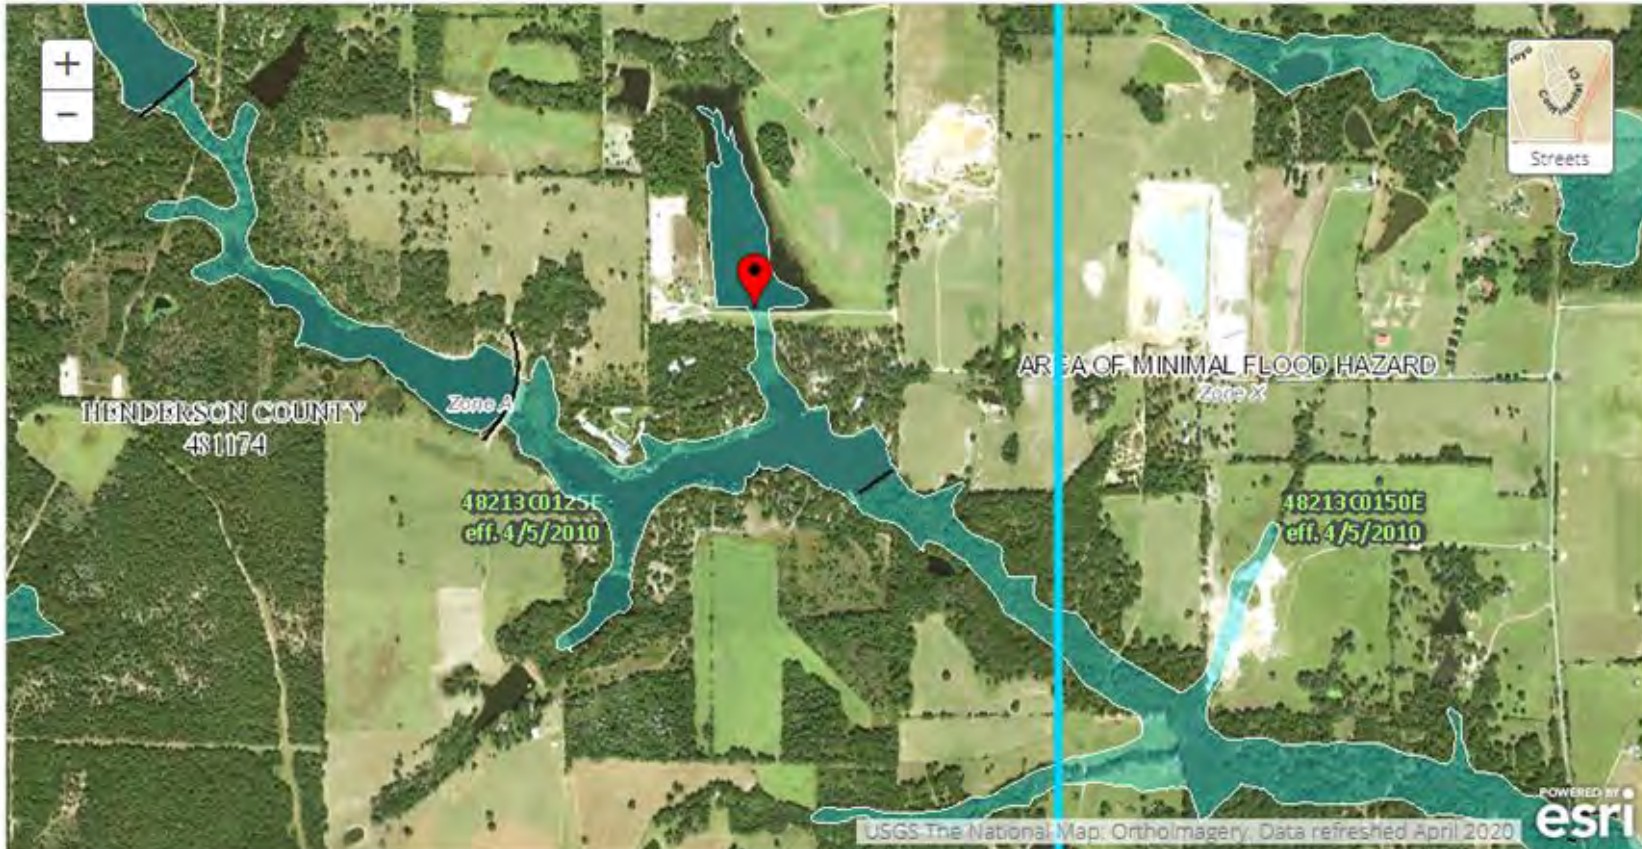 +
−
Streets
AREA OF MINIMAL FLOOD HAZARD
Zone X
Zone A
HENDERSON COUNTY
481174
48213C0125E
eff. 4/5/2010
48213C0150E
eff. 4/5/2010
POWERED BY
esri
USGS The National Map: Orthoimagery. Data refreshed April 2020